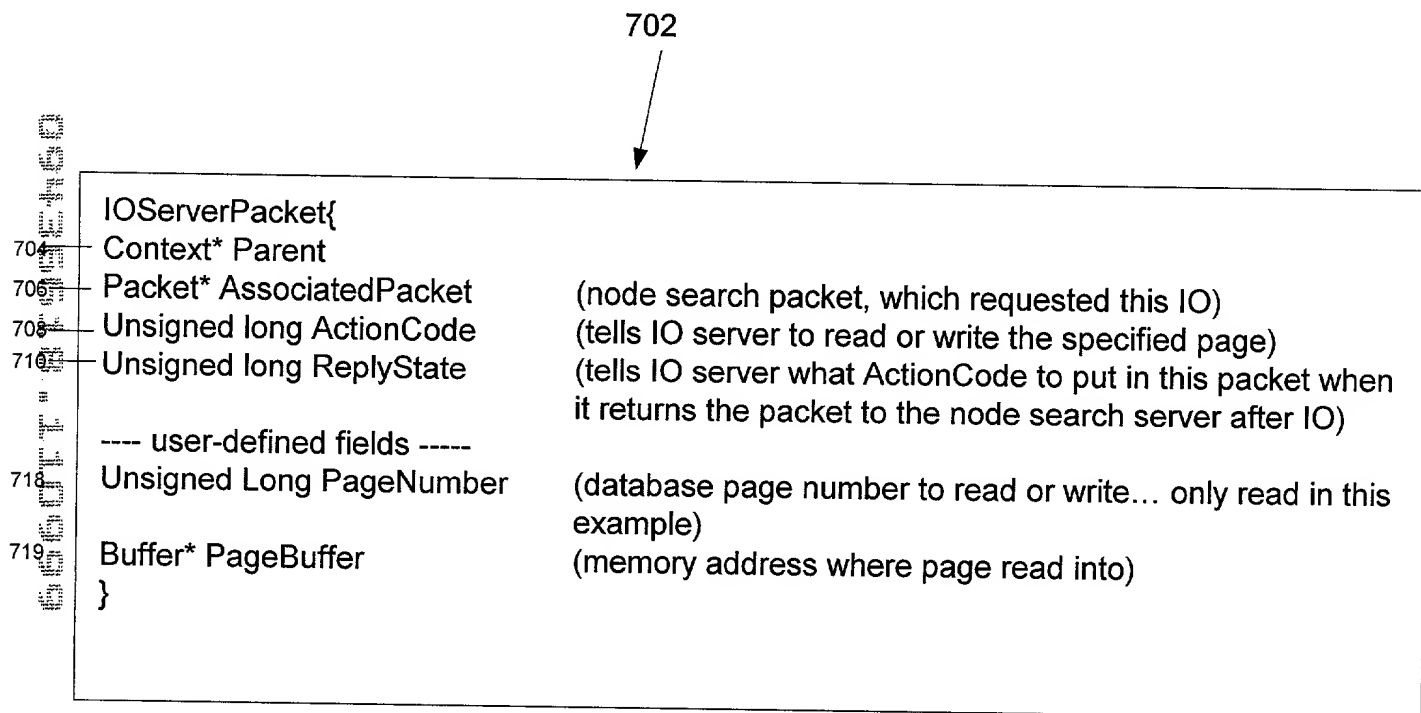 702
IOServerPacket{
704 Context* Parent
706 Packet* AssociatedPacket (node search packet, which requested this IO)
708 Unsigned long ActionCode (tells IO server to read or write the specified page)
710 Unsigned long ReplyState (tells IO server what ActionCode to put in this packet when
it returns the packet to the node search server after IO)
---- user-defined fields -----
718 Unsigned Long PageNumber (database page number to read or write... only read in this
example)
719 Buffer* PageBuffer (memory address where page read into)
}